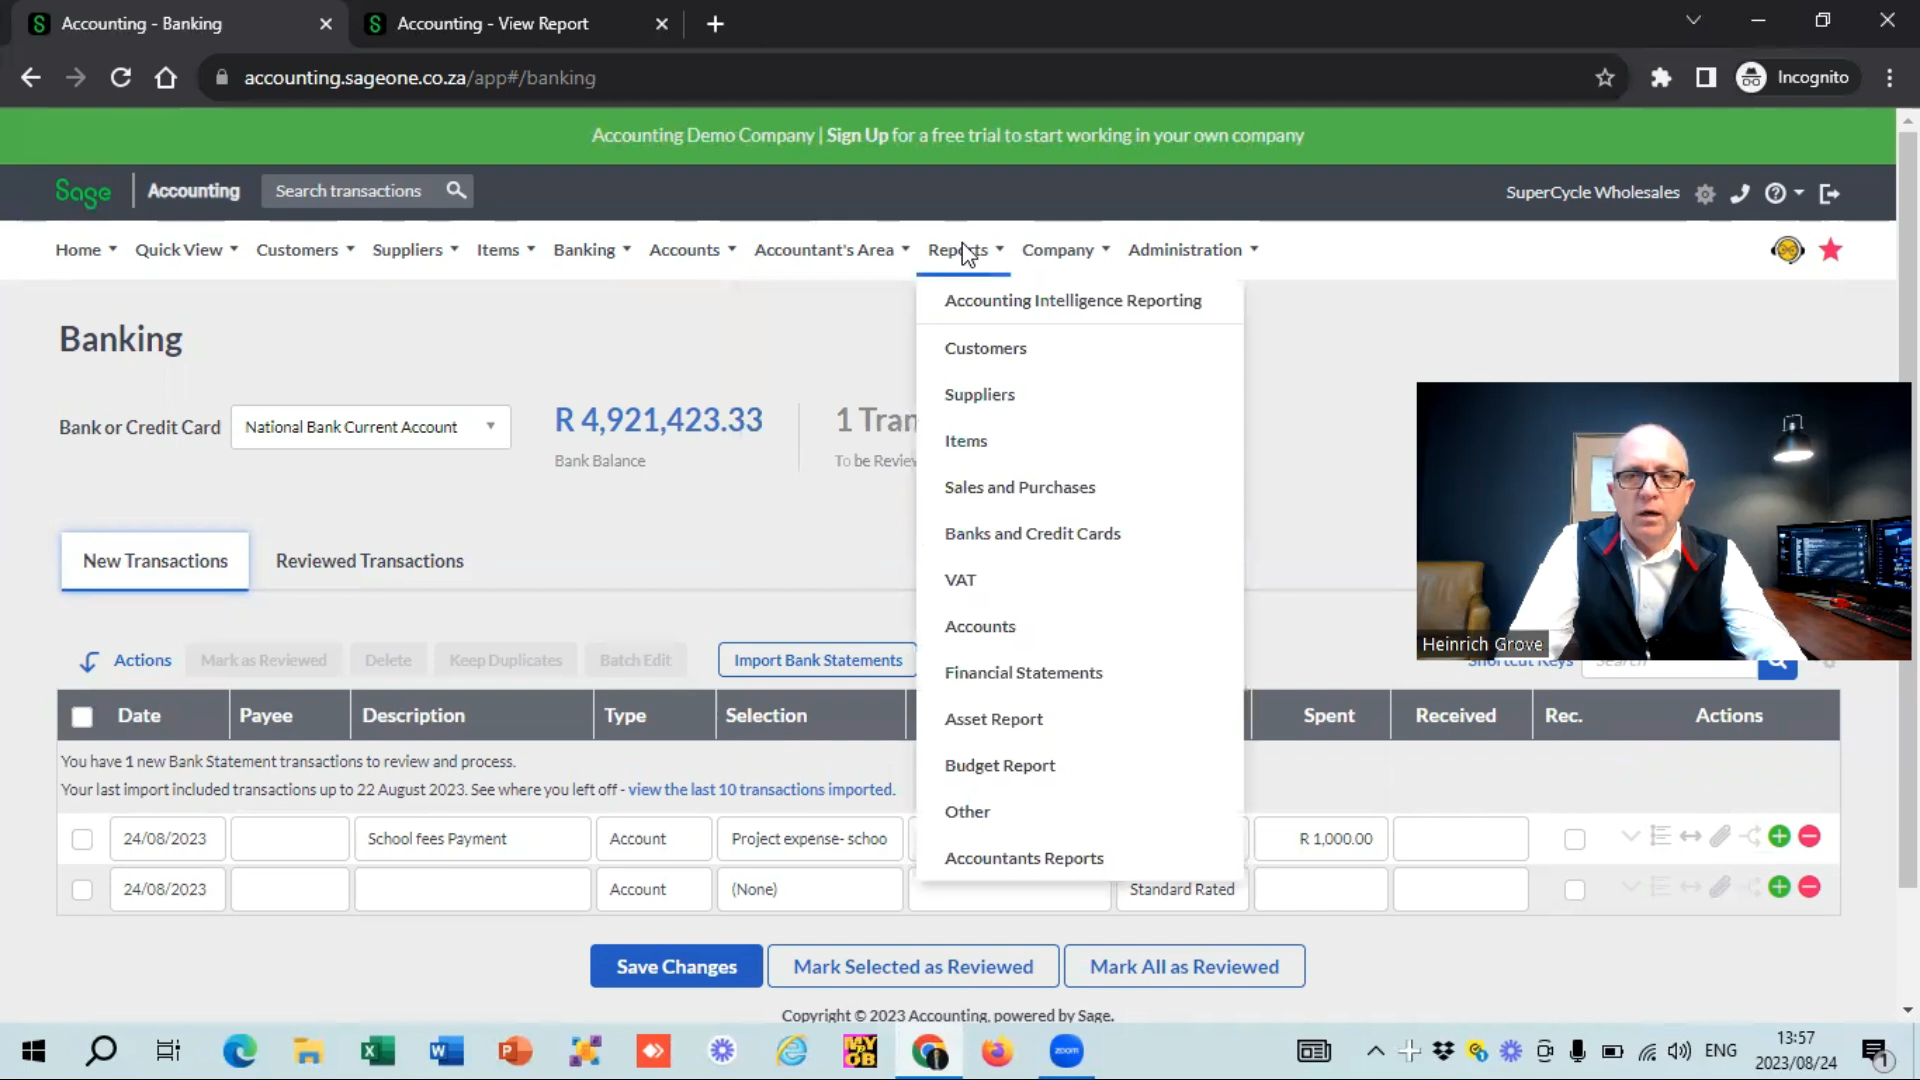 Accounting - Banking
Accounting - View Report
accounting.sageone.co.za/app#/banking
Incognito
Accounting Demo Company | Sign Up for a free trial to start working in your own company
Sage Accounting Search transactions
SuperCycle Wholesales
Home Quick View Customers Suppliers Items Banking Accounts Accountant's Area Reports Company Administration
Accounting Intelligence Reporting
Customers
Suppliers
Items
Sales and Purchases
Banks and Credit Cards
VAT
Accounts
Financial Statements
Asset Report
Budget Report
Other
Accountants Reports
Banking
Bank or Credit Card National Bank Current Account
R 4,921,423.33
Bank Balance
1 Tran
To be Review
New Transactions Reviewed Transactions
Heinrich Grove
Actions Mark as Reviewed Delete Keep Duplicates Batch Edit Import Bank Statements
Shortcut Keys Search
Date Payee Description Type Selection Spent Received Rec. Actions
You have 1 new Bank Statement transactions to review and process.
Your last import included transactions up to 22 August 2023. See where you left off - view the last 10 transactions imported.
24/08/2023 School fees Payment Account Project expense- schoo R 1,000.00
24/08/2023 Account (None) Standard Rated
Save Changes Mark Selected as Reviewed Mark All as Reviewed
Copyright © 2023 Accounting, powered by Sage.
MYOB
zoom
ENG
13:57
2023/08/24
1